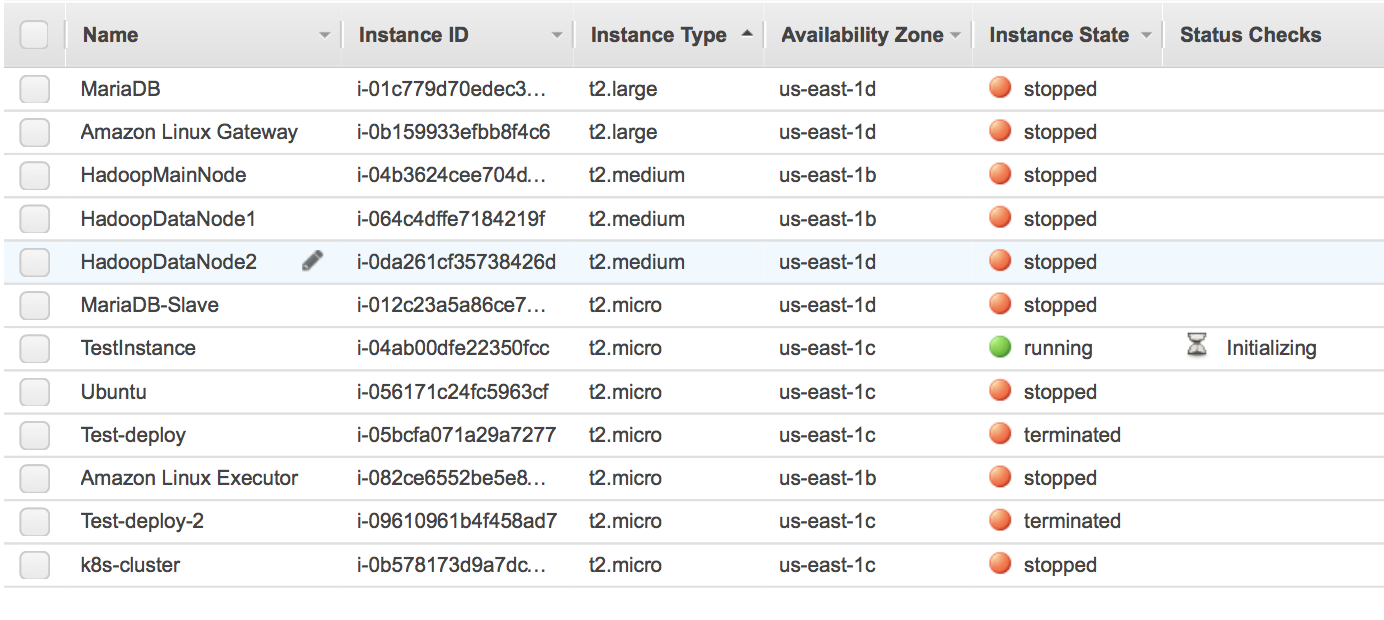 Name Instance ID Instance Type Availability Zone Instance State Status Checks
MariaDB i-01c779d70edec3... t2.large us-east-1d stopped
Amazon Linux Gateway i-0b159933efbb8f4c6 t2.large us-east-1d stopped
HadoopMainNode i-04b3624cee704d... t2.medium us-east-1b stopped
HadoopDataNode1 i-064c4dffe7184219f t2.medium us-east-1b stopped
HadoopDataNode2 i-0da261cf35738426d t2.medium us-east-1d stopped
MariaDB-Slave i-012c23a5a86ce7... t2.micro us-east-1d stopped
TestInstance i-04ab00dfe22350fcc t2.micro us-east-1c running Initializing
Ubuntu i-056171c24fc5963cf t2.micro us-east-1c stopped
Test-deploy i-05bcfa071a29a7277 t2.micro us-east-1c terminated
Amazon Linux Executor i-082ce6552be5e8... t2.micro us-east-1b stopped
Test-deploy-2 i-09610961b4f458ad7 t2.micro us-east-1c terminated
k8s-cluster i-0b578173d9a7dc... t2.micro us-east-1c stopped